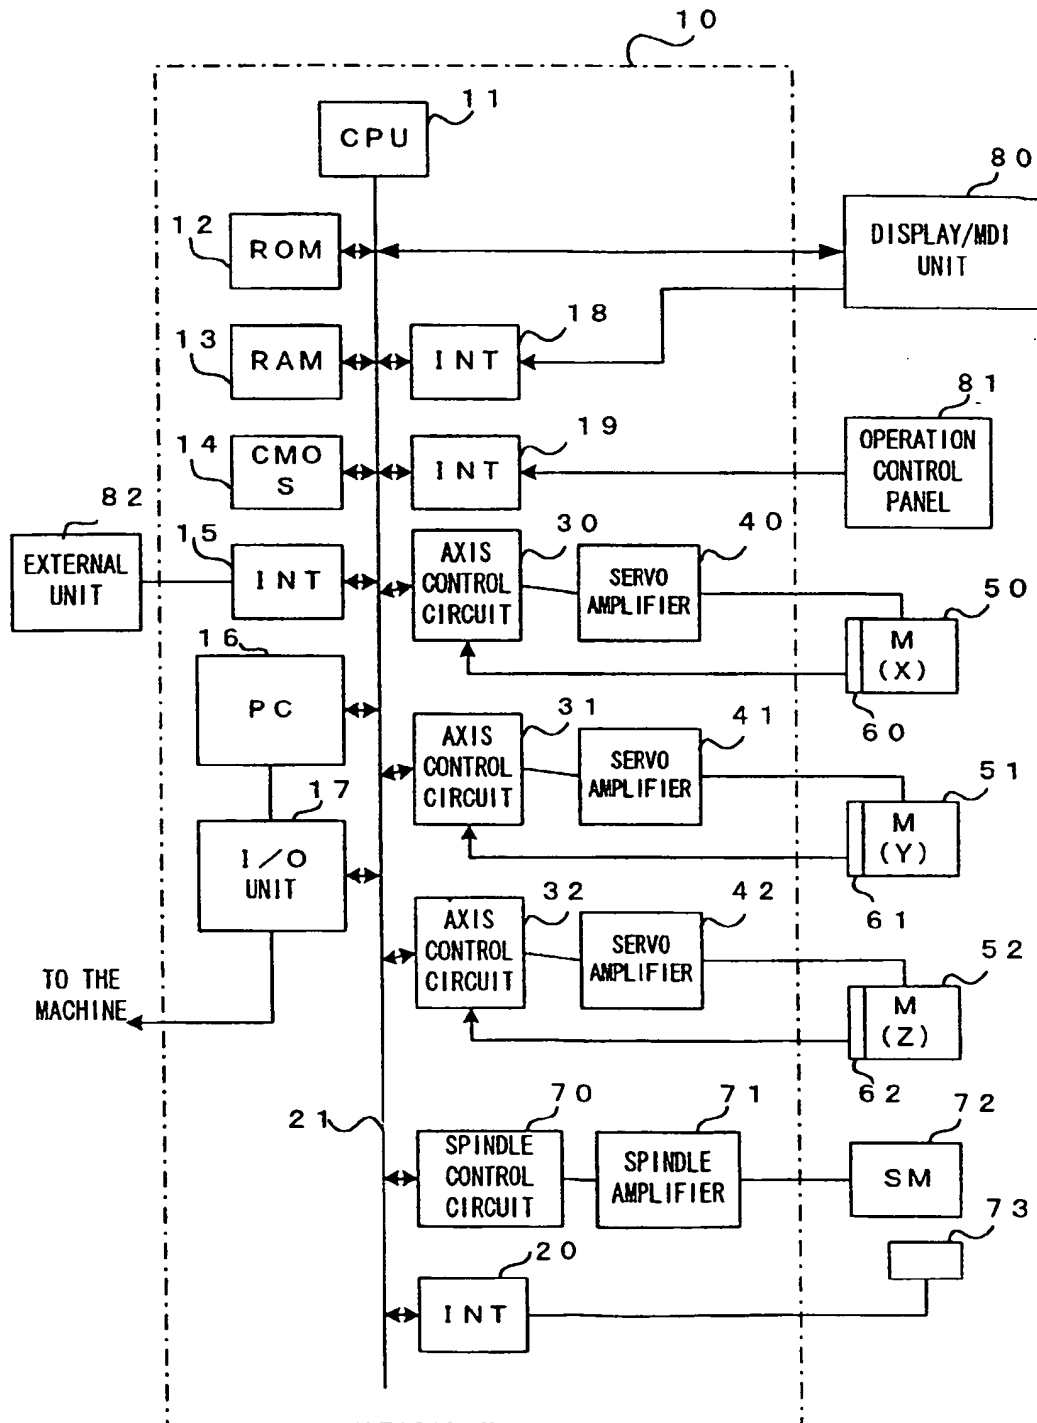 10
11
CPU
80
12
ROM
DISPLAY/MDI
UNIT
13
RAM
18
INT
81
14
CMO
S
19
INT
OPERATION
CONTROL
PANEL
82
EXTERNAL
UNIT
15
INT
30
AXIS
CONTROL
CIRCUIT
40
SERVO
AMPLIFIER
50
M
(X)
60
16
PC
31
AXIS
CONTROL
CIRCUIT
41
SERVO
AMPLIFIER
51
M
(Y)
61
17
I/O
UNIT
32
AXIS
CONTROL
CIRCUIT
42
SERVO
AMPLIFIER
52
M
(Z)
62
TO THE
MACHINE
21
70
SPINDLE
CONTROL
CIRCUIT
71
SPINDLE
AMPLIFIER
72
SM
73
20
INT